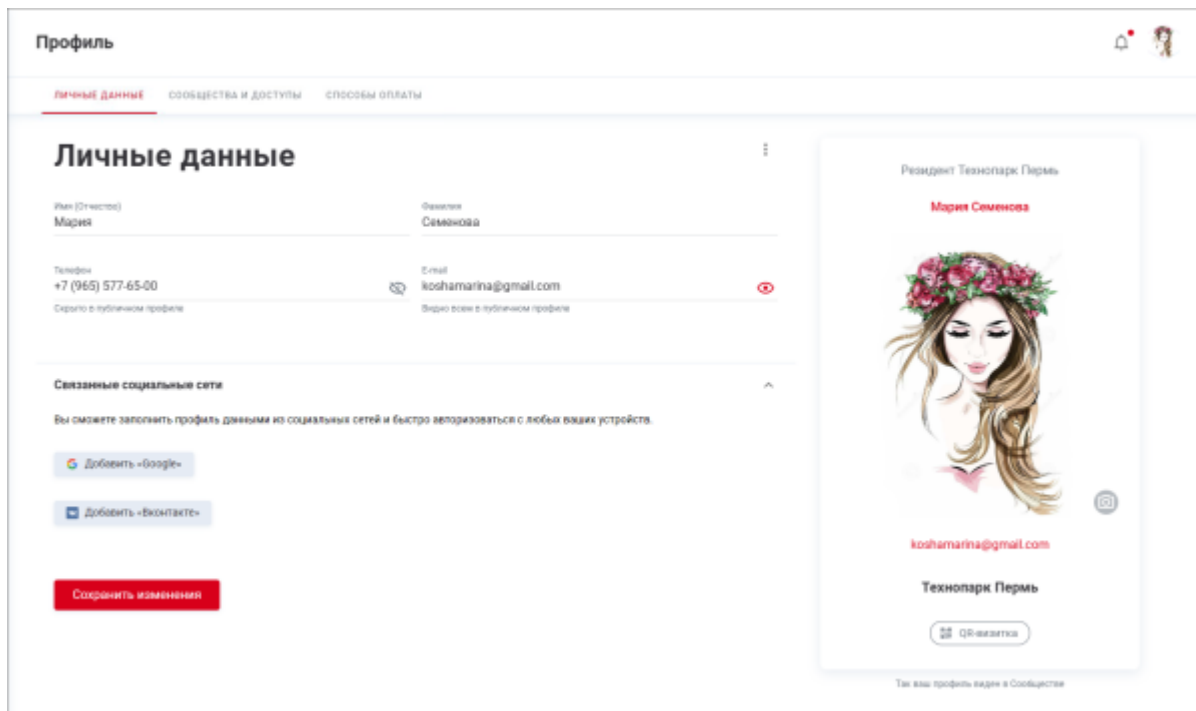 Профиль
ЛИЧНЫЕ ДАННЫЕ СООБЩЕСТВА И ДОСТУПЫ СПОСОБЫ ОПЛАТЫ
Личные данные
Имя (Отчество)
Мария
Фамилия
Семенова
Телефон
+7 (965) 577-65-00
Скрыто в публичном профиле
E-mail
koshamarina@gmail.com
Видно всем в публичном профиле
Связанные социальные сети
Вы сможете заполнить профиль данными из социальных сетей и быстро авторизоваться с любых ваших устройств.
Добавить «Google»
Добавить «Вконтакте»
Сохранить изменения
Резидент Технопарк Пермь
Мария Семенова
koshamarina@gmail.com
Технопарк Пермь
QR-визитка
Так ваш профиль виден в Сообществе